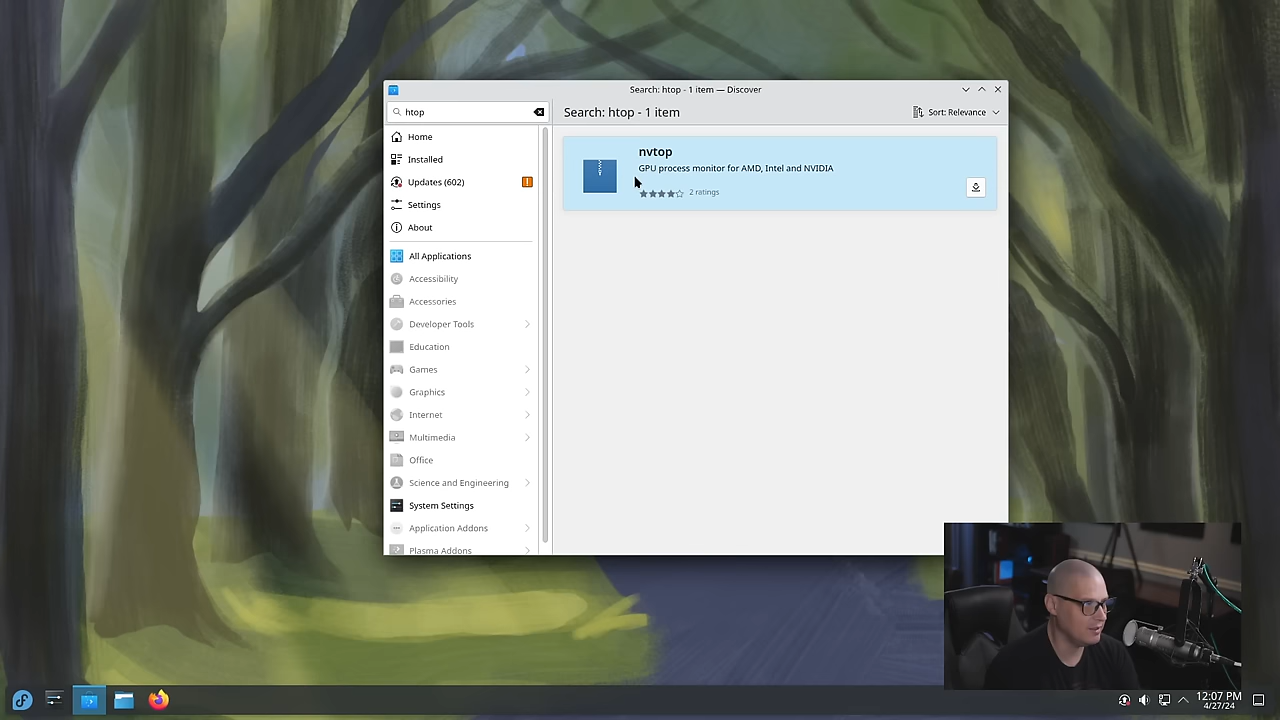 Search: htop - 1 item — Discover
htop
Search: htop - 1 item
Sort: Relevance
Home
Installed
Updates (602)
Settings
About
All Applications
Accessibility
Accessories
Developer Tools
Education
Games
Graphics
Internet
Multimedia
Office
Science and Engineering
System Settings
Application Addons
Plasma Addons
nvtop
GPU process monitor for AMD, Intel and NVIDIA
2 ratings
12:07 PM
4/27/24